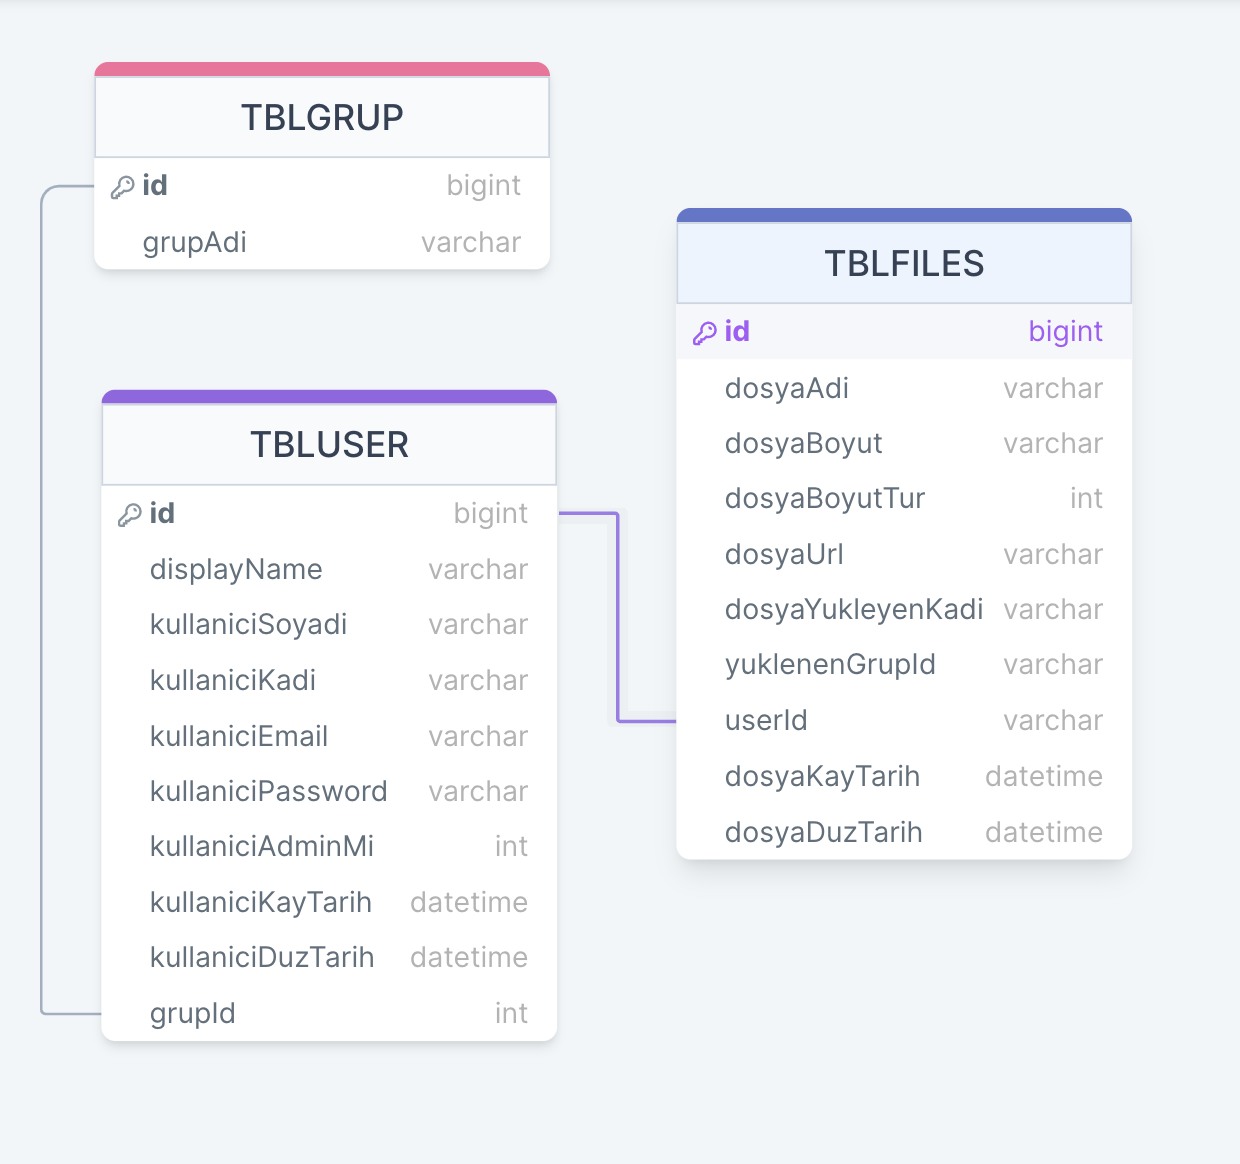 TBLGRUP
id bigint
grupAdi varchar
TBLUSER
id bigint
displayName varchar
kullaniciSoyadi varchar
kullaniciKadi varchar
kullaniciEmail varchar
kullaniciPassword varchar
kullaniciAdminMi int
kullaniciKayTarih datetime
kullaniciDuzTarih datetime
grupId int
TBLFILES
id bigint
dosyaAdi varchar
dosyaBoyut varchar
dosyaBoyutTur int
dosyaUrl varchar
dosyaYukleyenKadi varchar
yuklenenGrupId varchar
userId varchar
dosyaKayTarih datetime
dosyaDuzTarih datetime